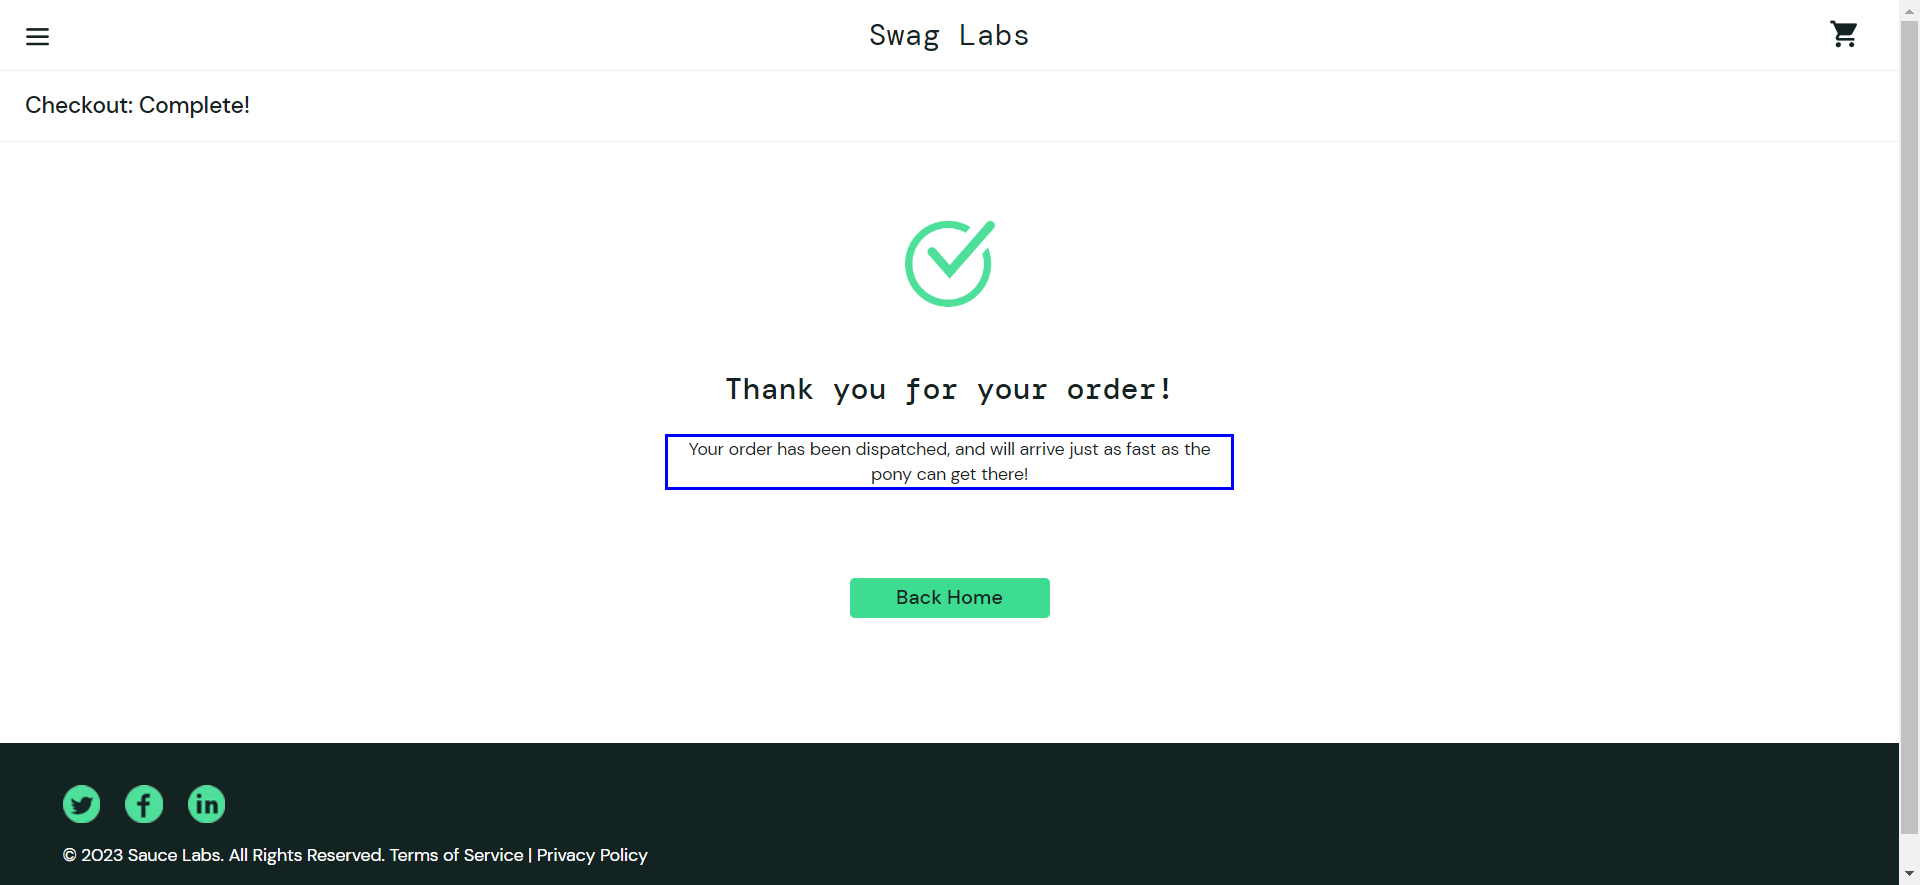 Swag Labs
Checkout: Complete!
Thank you for your order!
Your order has been dispatched, and will arrive just as fast as the
pony can get there!
Back Home
© 2023 Sauce Labs. All Rights Reserved. Terms of Service | Privacy Policy